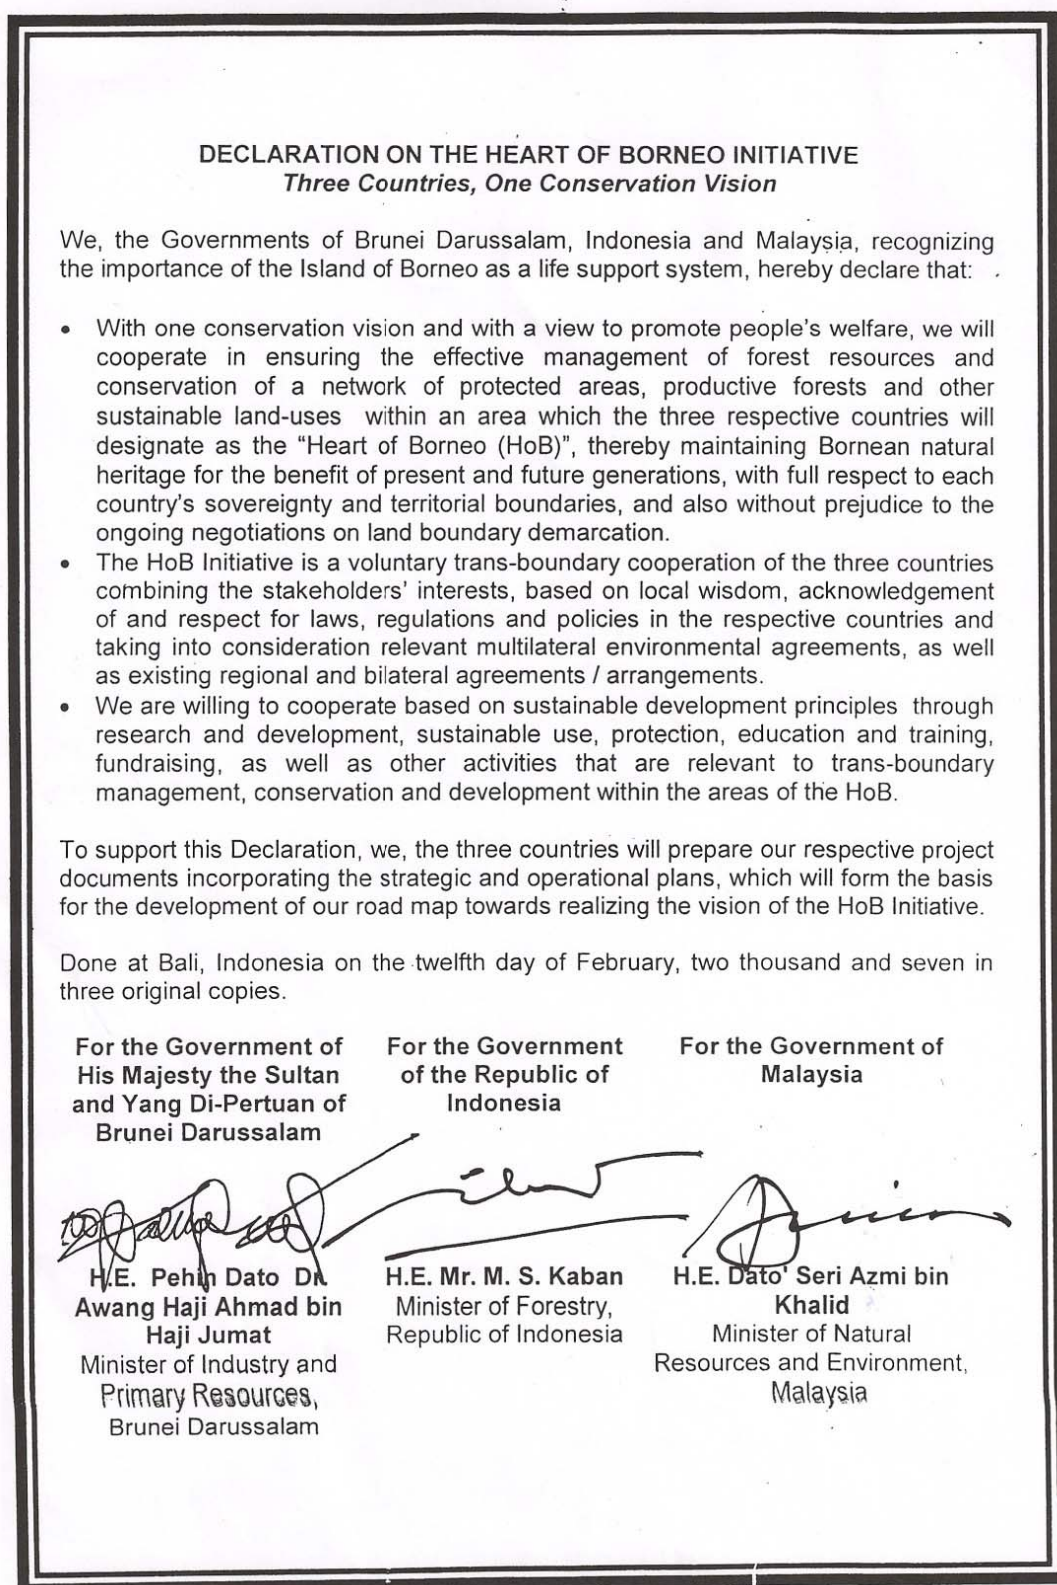 DECLARATION ON THE HEART OF BORNEO INITIATIVE
Three Countries, One Conservation Vision
We, the Governments of Brunei Darussalam, Indonesia and Malaysia, recognizing
the importance of the Island of Borneo as a life support system, hereby declare that:
• With one conservation vision and with a view to promote people's welfare, we will
cooperate in ensuring the effective management of forest resources and
conservation of a network of protected areas, productive forests and other
sustainable land-uses within an area which the three respective countries will
designate as the “Heart of Borneo (HoB)”, thereby maintaining Bornean natural
heritage for the benefit of present and future generations, with full respect to each
country's sovereignty and territorial boundaries, and also without prejudice to the
ongoing negotiations on land boundary demarcation.
• The HoB Initiative is a voluntary trans-boundary cooperation of the three countries
combining the stakeholders' interests, based on local wisdom, acknowledgement
of and respect for laws, regulations and policies in the respective countries and
taking into consideration relevant multilateral environmental agreements, as well
as existing regional and bilateral agreements / arrangements.
• We are willing to cooperate based on sustainable development principles through
research and development, sustainable use, protection, education and training,
fundraising, as well as other activities that are relevant to trans-boundary
management, conservation and development within the areas of the HoB.
To support this Declaration, we, the three countries will prepare our respective project
documents incorporating the strategic and operational plans, which will form the basis
for the development of our road map towards realizing the vision of the HoB Initiative.
Done at Bali, Indonesia on the twelfth day of February, two thousand and seven in
three original copies.
For the Government of
His Majesty the Sultan
and Yang Di-Pertuan of
Brunei Darussalam
H.E. Pehin Dato Dr.
Awang Haji Ahmad bin
Haji Jumat
Minister of Industry and
Primary Resources,
Brunei Darussalam
For the Government
of the Republic of
Indonesia
H.E. Mr. M. S. Kaban
Minister of Forestry,
Republic of Indonesia
For the Government of
Malaysia
H.E. Dato' Seri Azmi bin
Khalid
Minister of Natural
Resources and Environment,
Malaysia